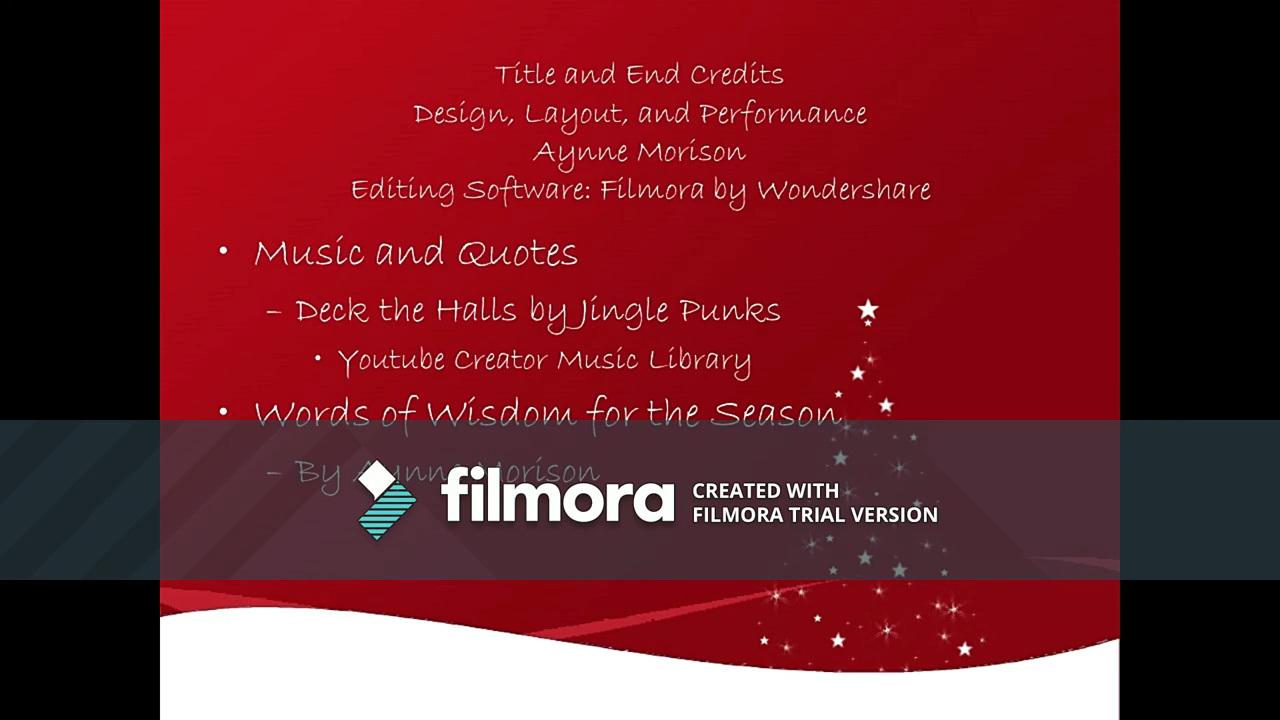 Title and End Credits
Design, Layout, and Performance
Aynne Morison
Editing Software: Filmora by Wondershare
• Music and Quotes
– Deck the Halls by Jingle Punks
• Youtube Creator Music Library
• Words of Wisdom for the Season
– By Aynne Morison
filmora
CREATED WITH
FILMORA TRIAL VERSION